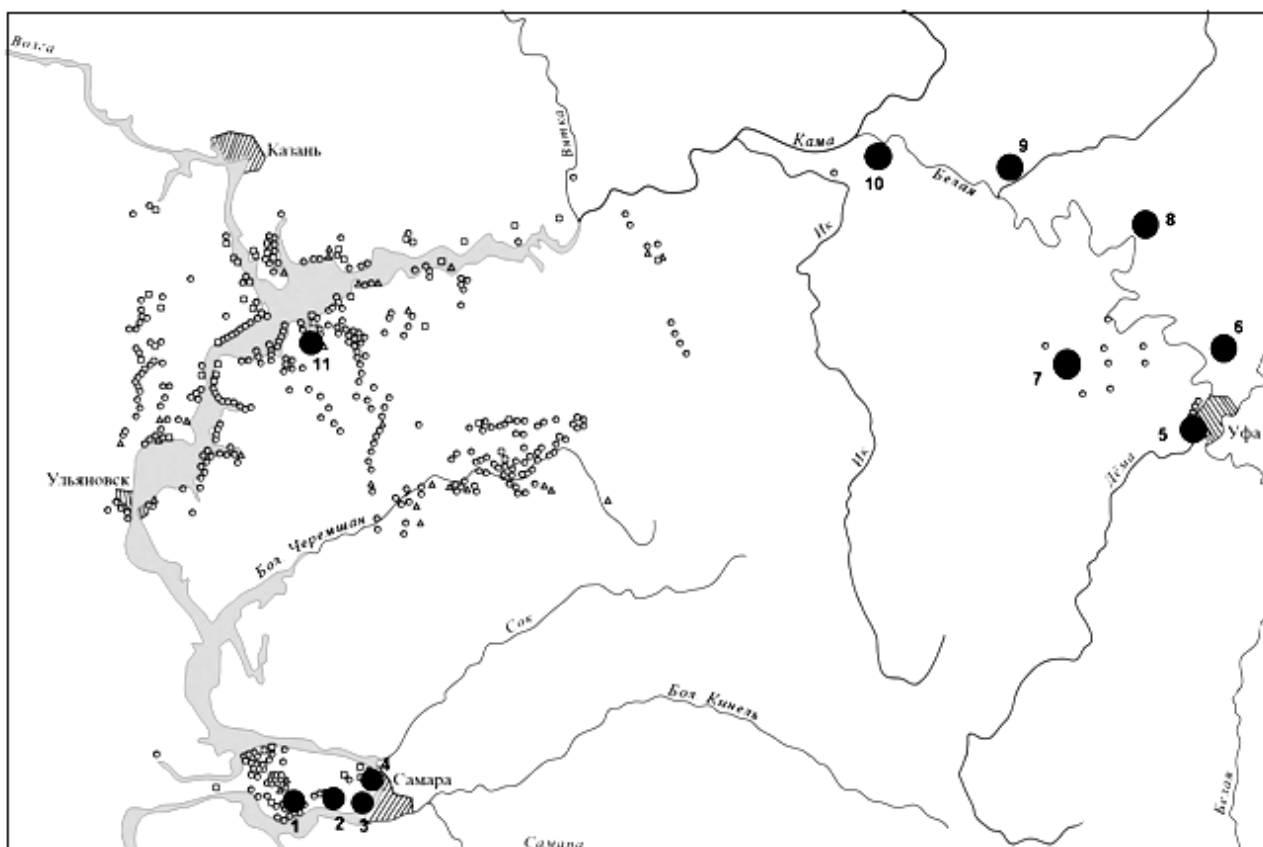 Волга
Казань
Вятка
Кама
Белая
9
10
8
Ик
11
6
7
5
Уфа
Дёма
Ик
Ульяновск
Бол Черемшан
Сок
Бол Кинель
4
Самара
1
2
3
Белая
Самара